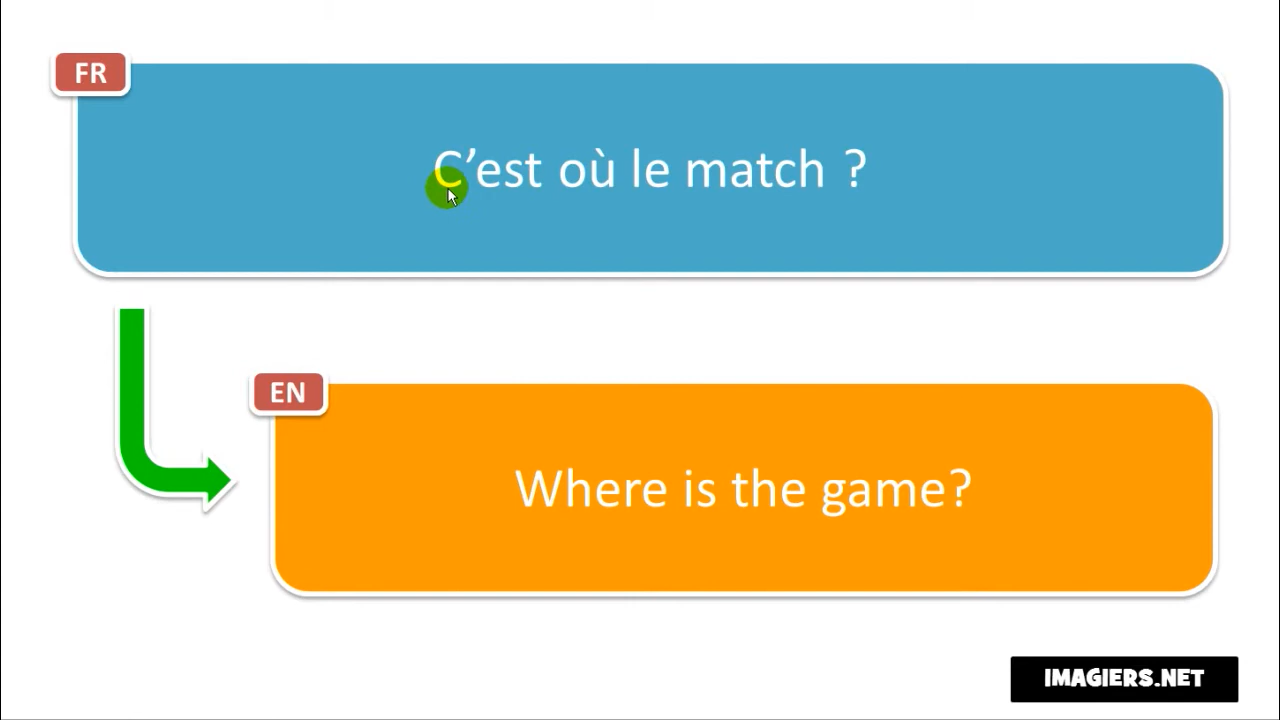 FR
C’est où le match ?
EN
Where is the game?
IMAGIERS.NET